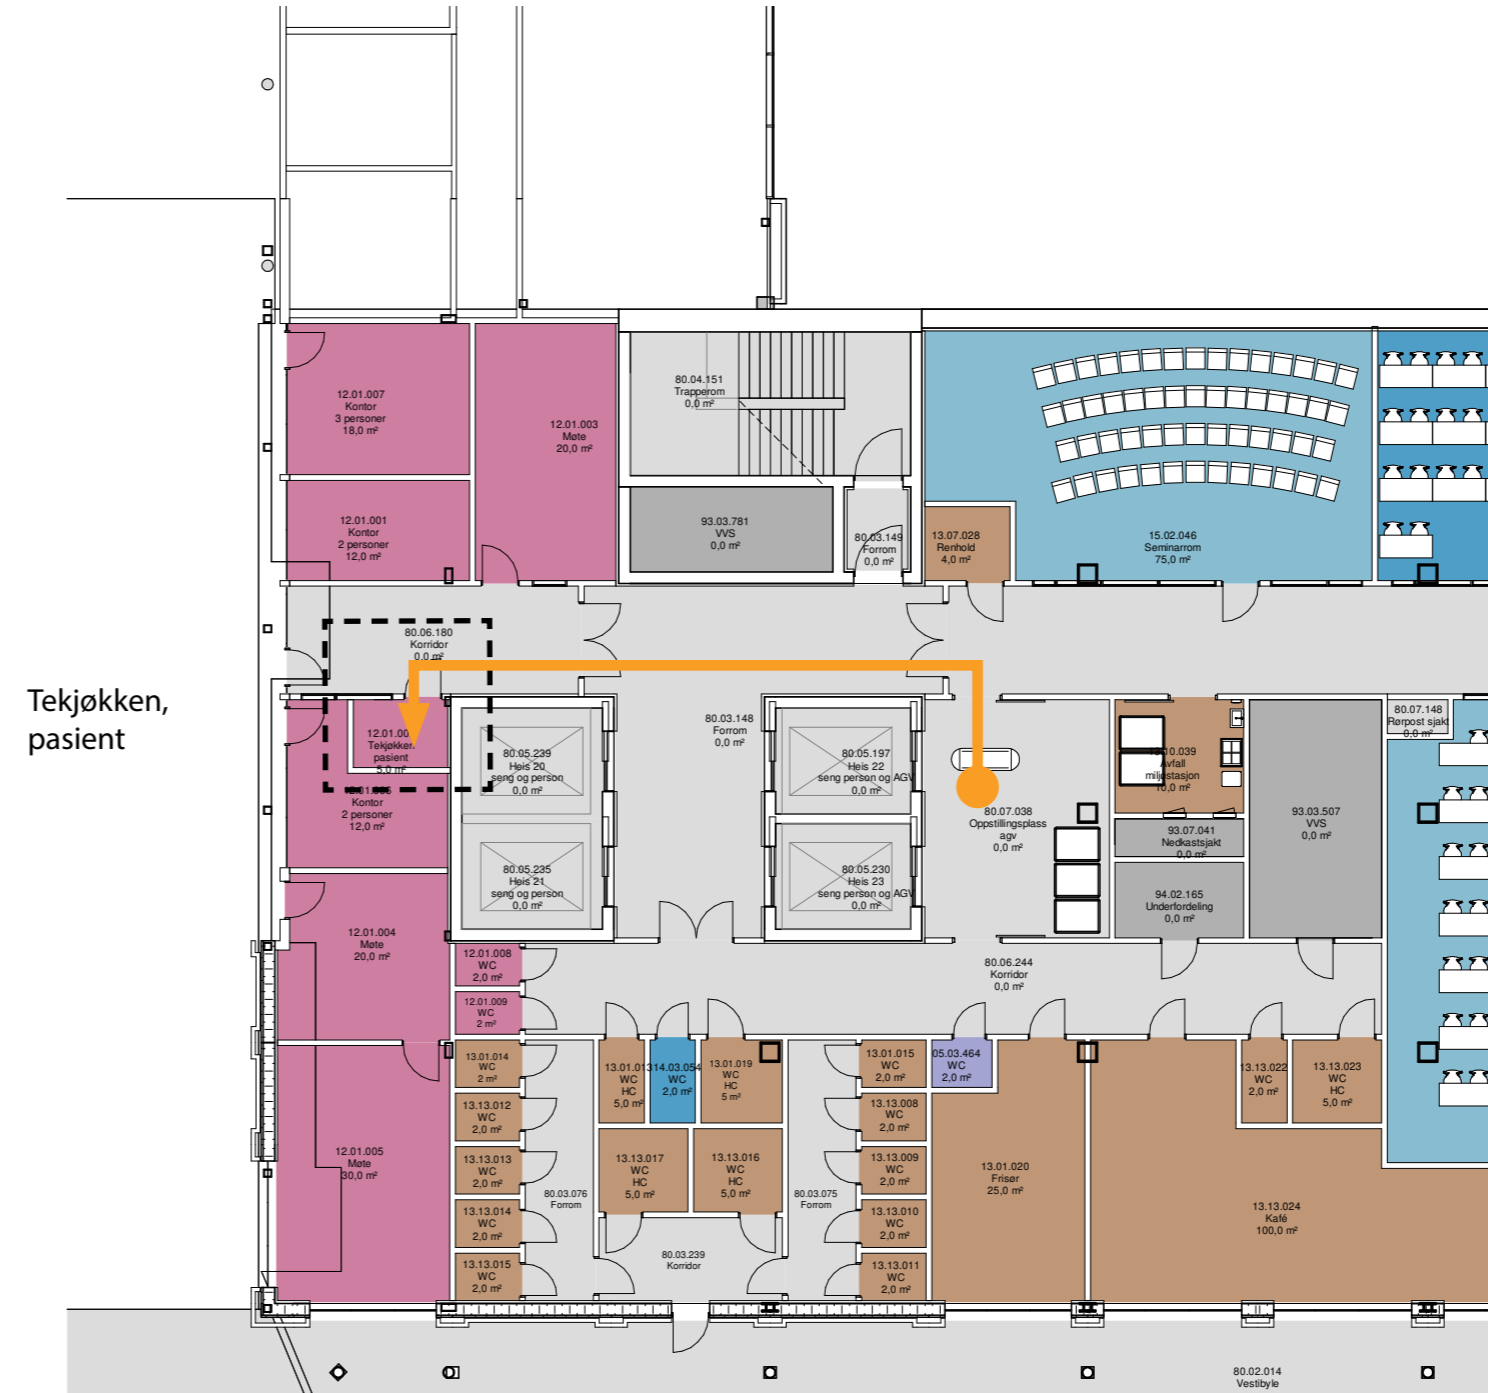 Tekjøkken,
pasient
12.01.007
Kontor
3 personer
18,0 m²
12.01.003
Møte
20,0 m²
80.04.151
Trapperom
0,0 m²
12.01.001
Kontor
2 personer
12,0 m²
93.03.781
VVS
0,0 m²
80.03.149
Forrom
0,0 m²
13.07.028
Renhold
4,0 m²
15.02.046
Seminarrom
75,0 m²
80.06.180
Korridor
0,0 m²
Tekjøkken
pasient
5,0 m²
Kontor
2 personer
12,0 m²
80.05.239
Heis 20
seng og person
0,0 m²
80.03.148
Forrom
0,0 m²
80.05.197
Heis 22
seng person og AGV
0,0 m²
80.07.038
Oppstillingsplass
agv
0,0 m²
Avfall
miljøstasjon
10,0 m²
93.07.041
Nedkastsjakt
0,0 m²
93.03.507
VVS
0,0 m²
80.07.148
Rørpost sjakt
0,0 m²
80.05.235
Heis 21
seng og person
0,0 m²
80.05.230
Heis 23
seng person og AGV
0,0 m²
94.02.165
Underfordeling
0,0 m²
12.01.004
Møte
20,0 m²
12.01.008
WC
2,0 m²
12.01.009
WC
2 m²
80.06.244
Korridor
0,0 m²
13.01.014
WC
2 m²
13.01.013
WC
HC
5,0 m²
14.03.054
WC
2,0 m²
13.01.019
WC
HC
5 m²
13.01.015
WC
2,0 m²
05.03.464
WC
2,0 m²
13.13.022
WC
2,0 m²
13.13.023
WC
HC
5,0 m²
13.13.012
WC
2,0 m²
13.13.008
WC
2,0 m²
12.01.005
Møte
30,0 m²
13.13.013
WC
2,0 m²
13.13.017
WC
HC
5,0 m²
13.13.016
WC
HC
5,0 m²
13.13.009
WC
2,0 m²
13.01.020
Frisør
25,0 m²
80.03.076
Forrom
80.03.075
Forrom
13.13.014
WC
2,0 m²
13.13.010
WC
2,0 m²
13.13.024
Kafé
100,0 m²
80.03.239
Korridor
13.13.015
WC
2,0 m²
13.13.011
WC
2,0 m²
80.02.014
Vestibyle